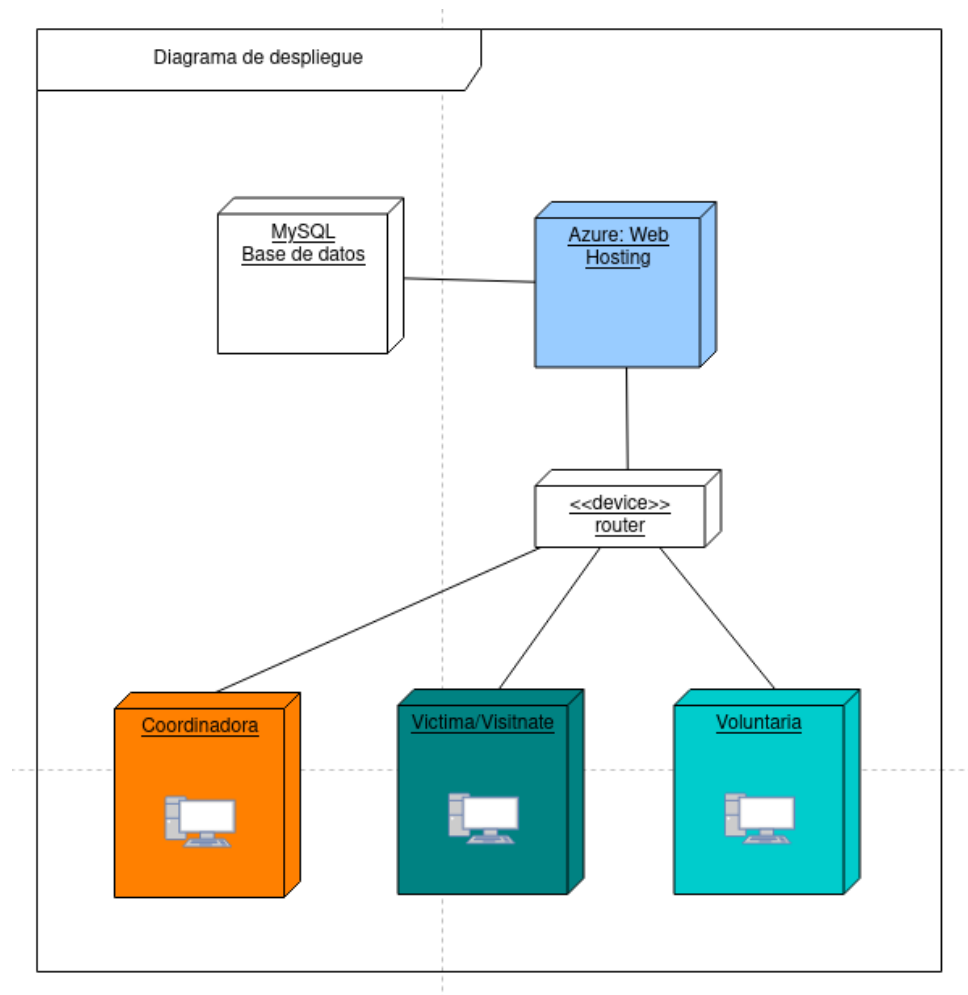 Diagrama de despliegue
MySQL
Base de datos
Azure: Web
Hosting
<<device>>
router
Coordinadora
Victima/Visitnate
Voluntaria